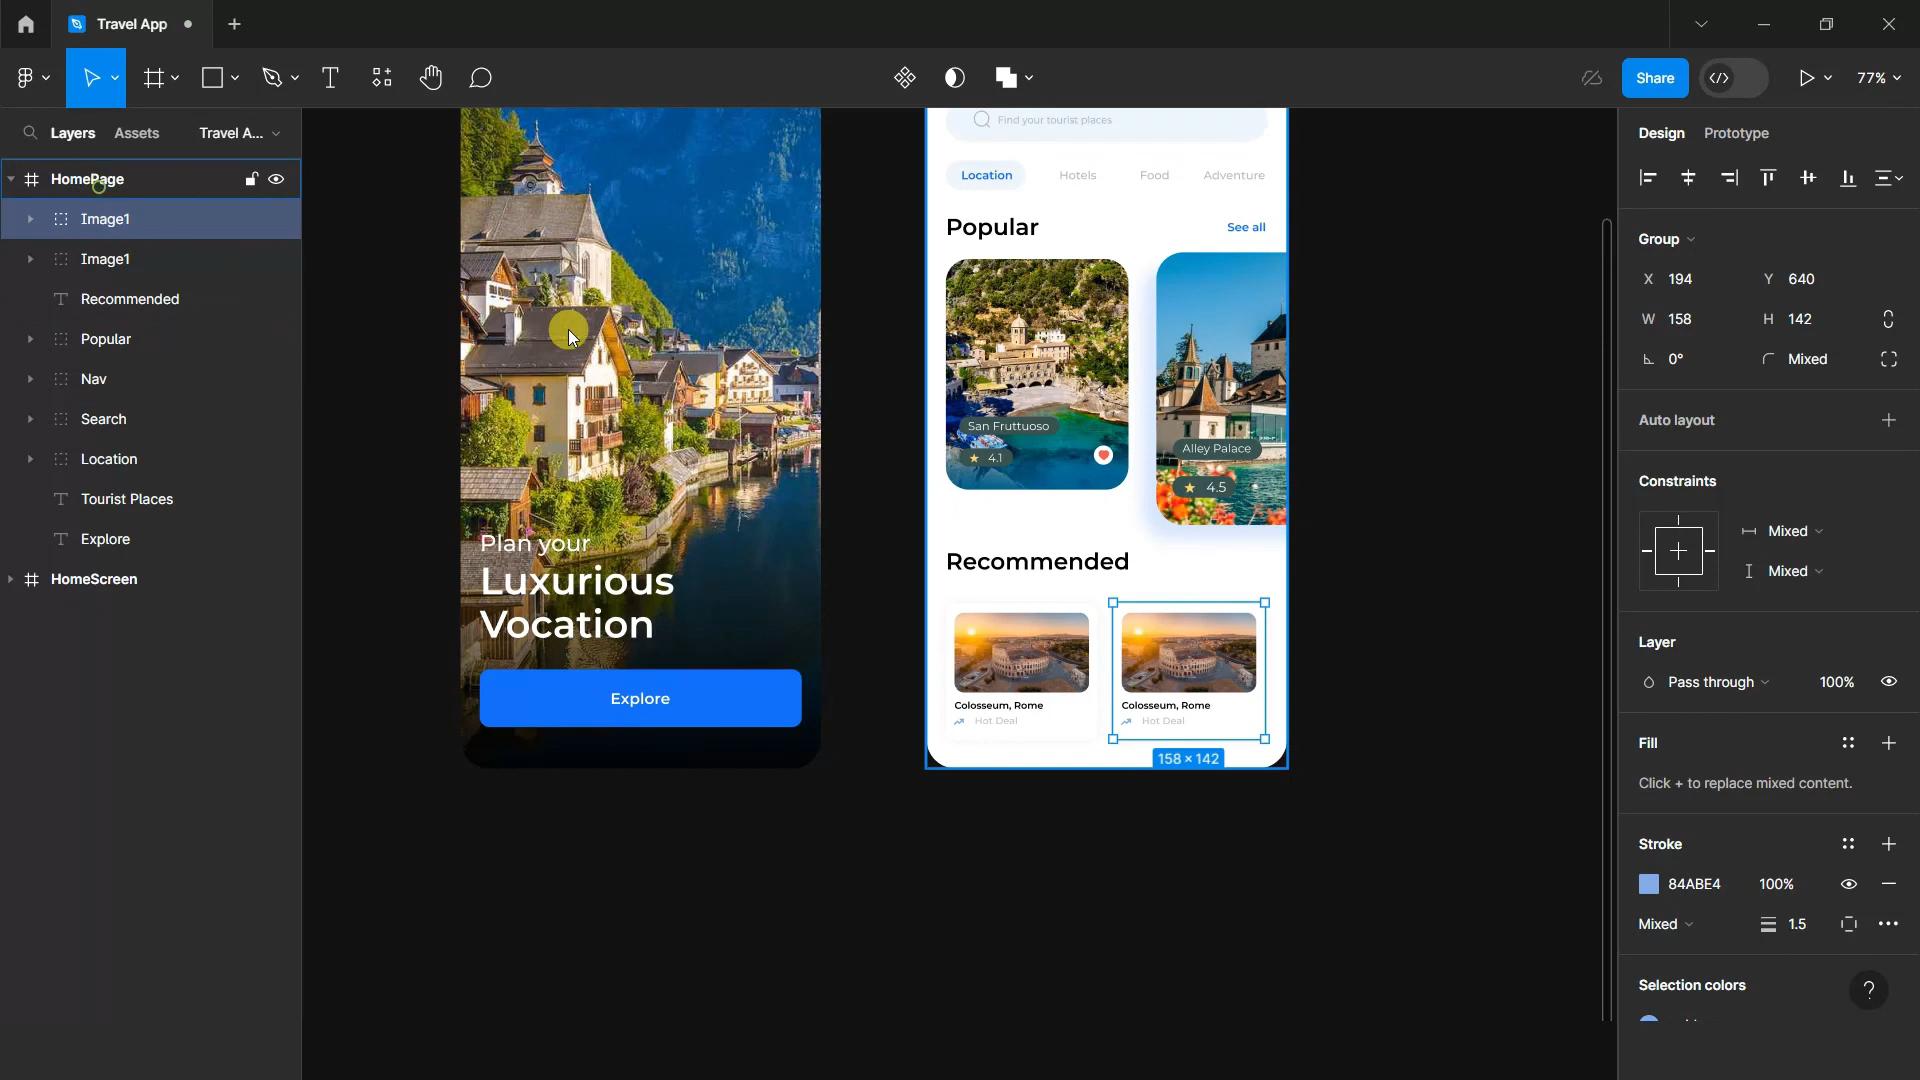 Travel App
Share
77%
Layers
Assets
Travel A...
HomePage
Image1
Image1
Recommended
Popular
Nav
Search
Location
Tourist Places
Explore
HomeScreen
Plan your
Luxurious
Vocation
Explore
Find your tourist places
Location
Hotels
Food
Adventure
Popular
See all
San Fruttuoso
4.1
Alley Palace
4.5
Recommended
Colosseum, Rome
Hot Deal
Colosseum, Rome
Hot Deal
158 × 142
Design
Prototype
Group
X 194
Y 640
W 158
H 142
0°
Mixed
Auto layout
Constraints
Mixed
Mixed
Layer
Pass through
100%
Fill
Click + to replace mixed content.
Stroke
84ABE4
100%
Mixed
1.5
Selection colors
?